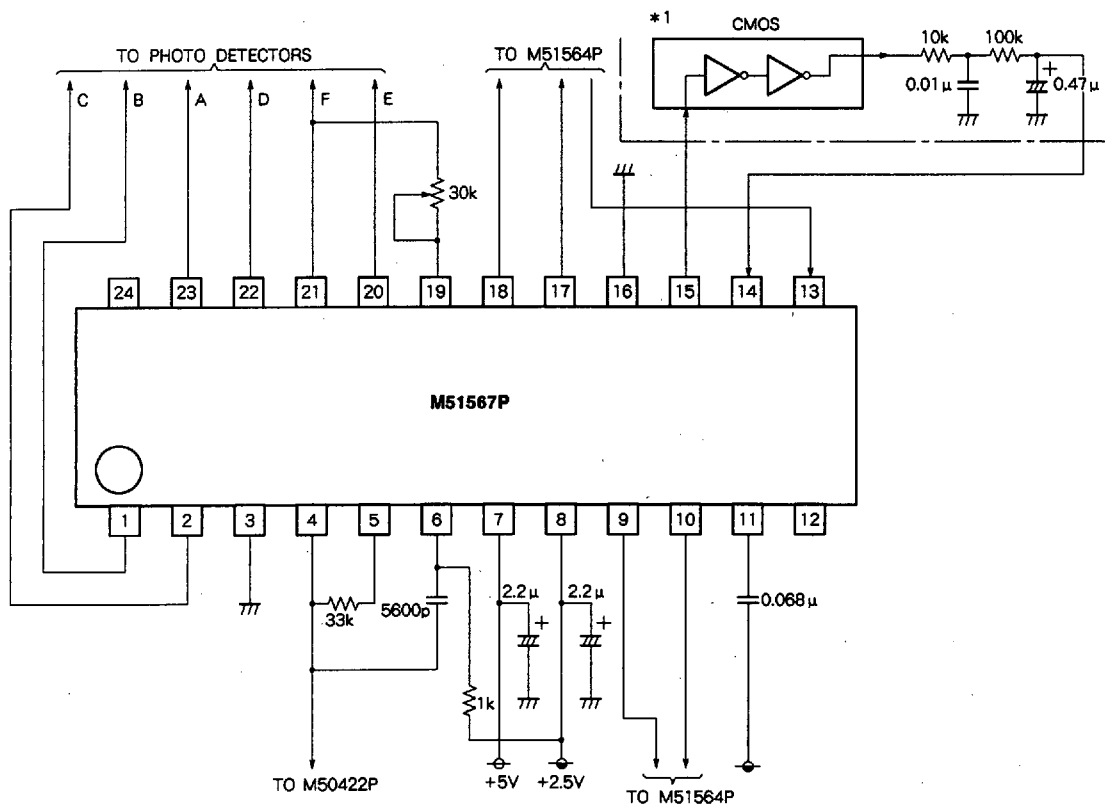 *1
CMOS
TO PHOTO DETECTORS
TO M51564P
10k
100k
C
B
A
D
F
E
0.01μ
+
0.47μ
30k
24
23
22
21
20
19
18
17
16
15
14
13
M51567P
1
2
3
4
5
6
7
8
9
10
11
12
33k
5600p
2.2μ
+
2.2μ
+
0.068μ
1k
TO M50422P
+5V
+2.5V
TO M51564P